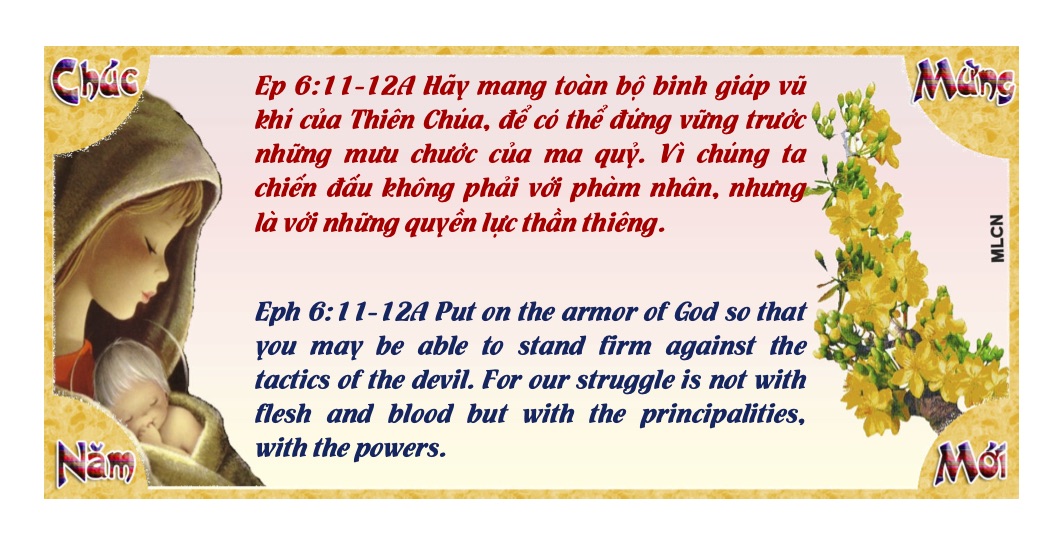 Chúc
Mừng
Ep 6:11-12A Hãy mang toàn bộ binh giáp vũ
khí của Thiên Chúa, để có thể đứng vững trước
những mưu chước của ma quỷ. Vì chúng ta
chiến đấu không phải với phàm nhân, nhưng
là với những quyền lực thần thiêng.
MLCN
Eph 6:11-12A Put on the armor of God so that
you may be able to stand firm against the
tactics of the devil. For our struggle is not with
flesh and blood but with the principalities,
with the powers.
Năm
Mới